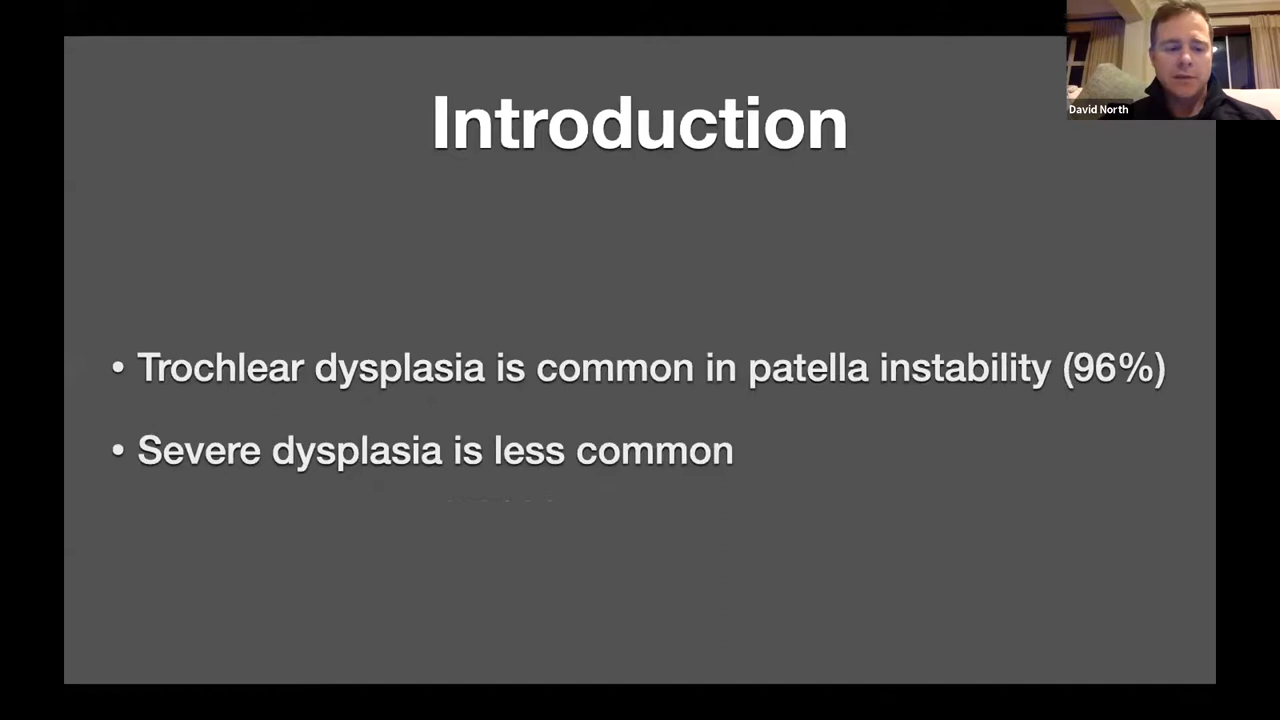 Introduction
David North
• Trochlear dysplasia is common in patella instability (96%)
• Severe dysplasia is less common